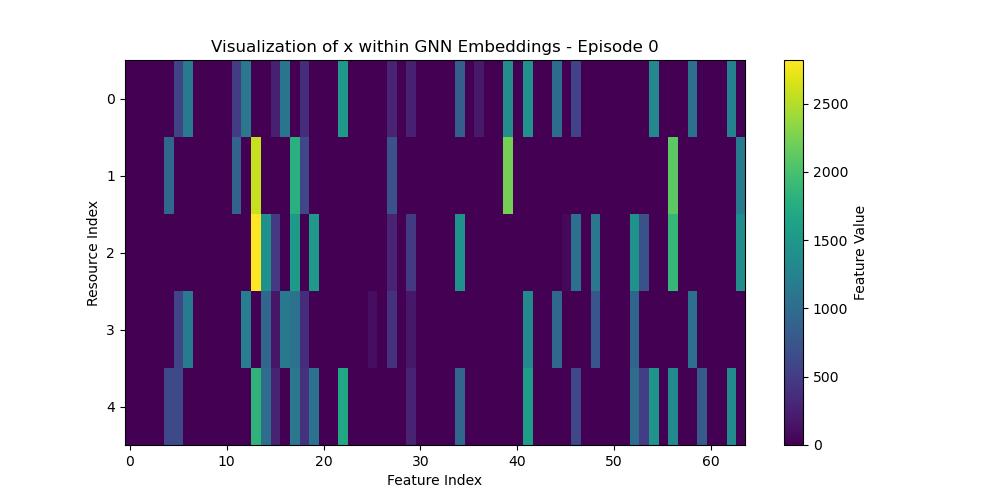 Visualization of x within GNN Embeddings - Episode 0
0
1
2
3
4
Resource Index
0 10 20 30 40 50 60
Feature Index
2500
2000
1500
1000
500
0
Feature Value